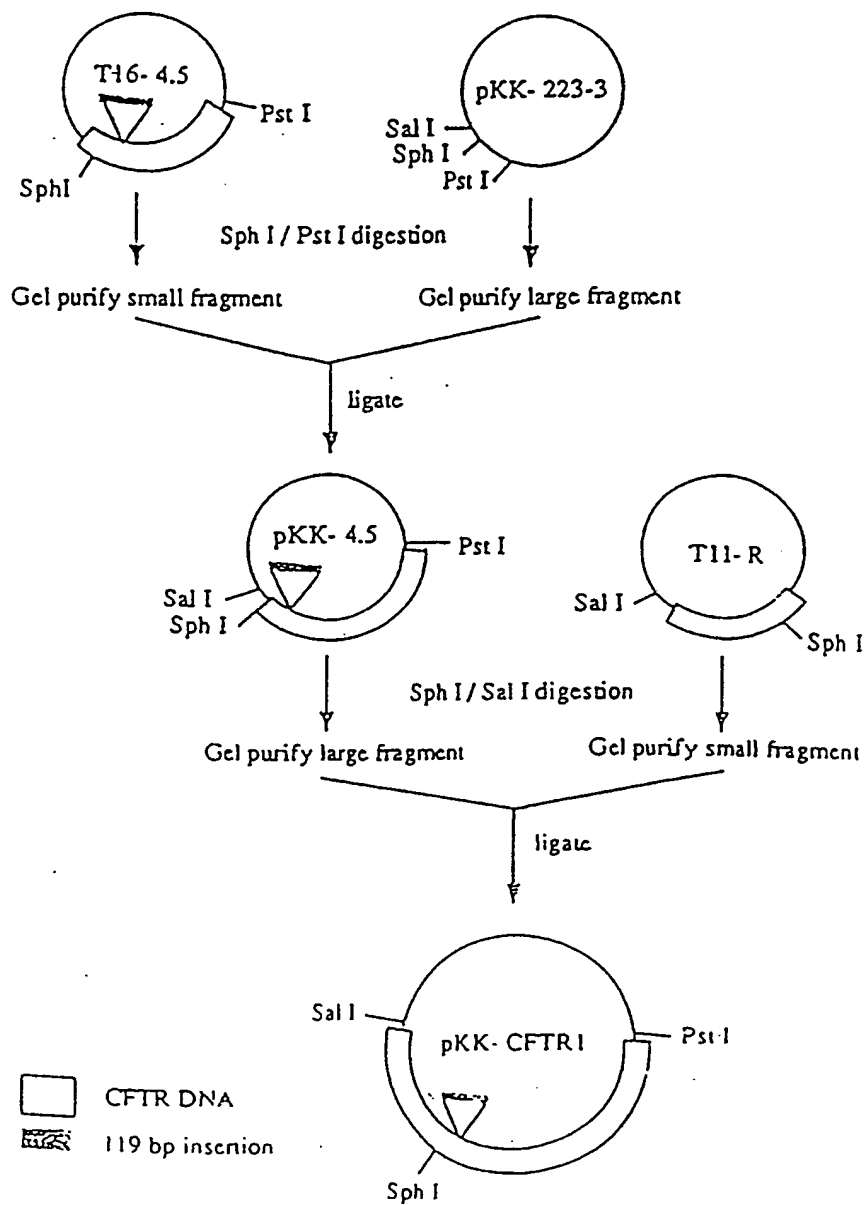 T16-4.5
Pst I
SphI
pKK-223-3
Sal I
Sph I
Pst I
Sph I / Pst I digestion
Gel purify small fragment
Gel purify large fragment
ligate
pKK-4.5
Pst I
Sal I
Sph I
T11-R
Sal I
Sph I
Sph I / Sal I digestion
Gel purify large fragment
Gel purify small fragment
ligate
Sal I
pKK-CFTR1
Pst I
Sph I
CFTR DNA
119 bp insertion